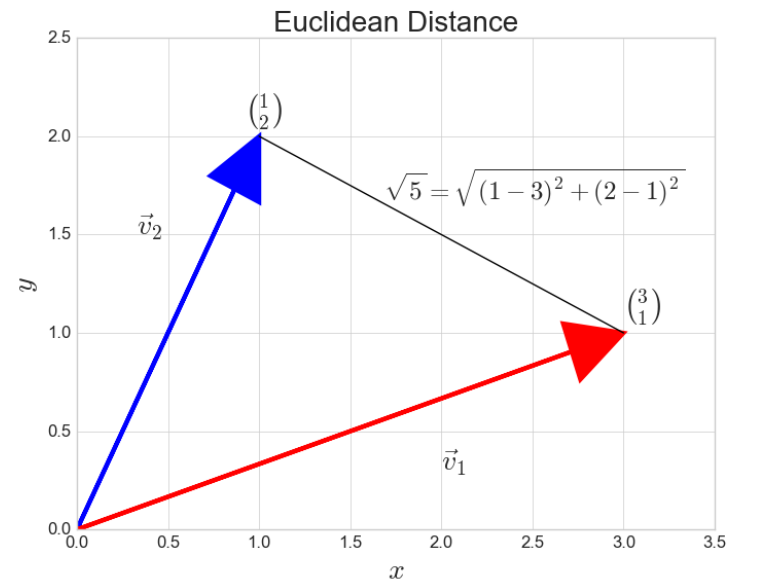 Euclidean Distance
2.5
2.0
1.5
1.0
0.5
0.0
y
(1 2)
√5 = √(1 − 3)² + (2 − 1)²
v⃗₂
(3 1)
v⃗₁
0.0 0.5 1.0 1.5 2.0 2.5 3.0 3.5
x